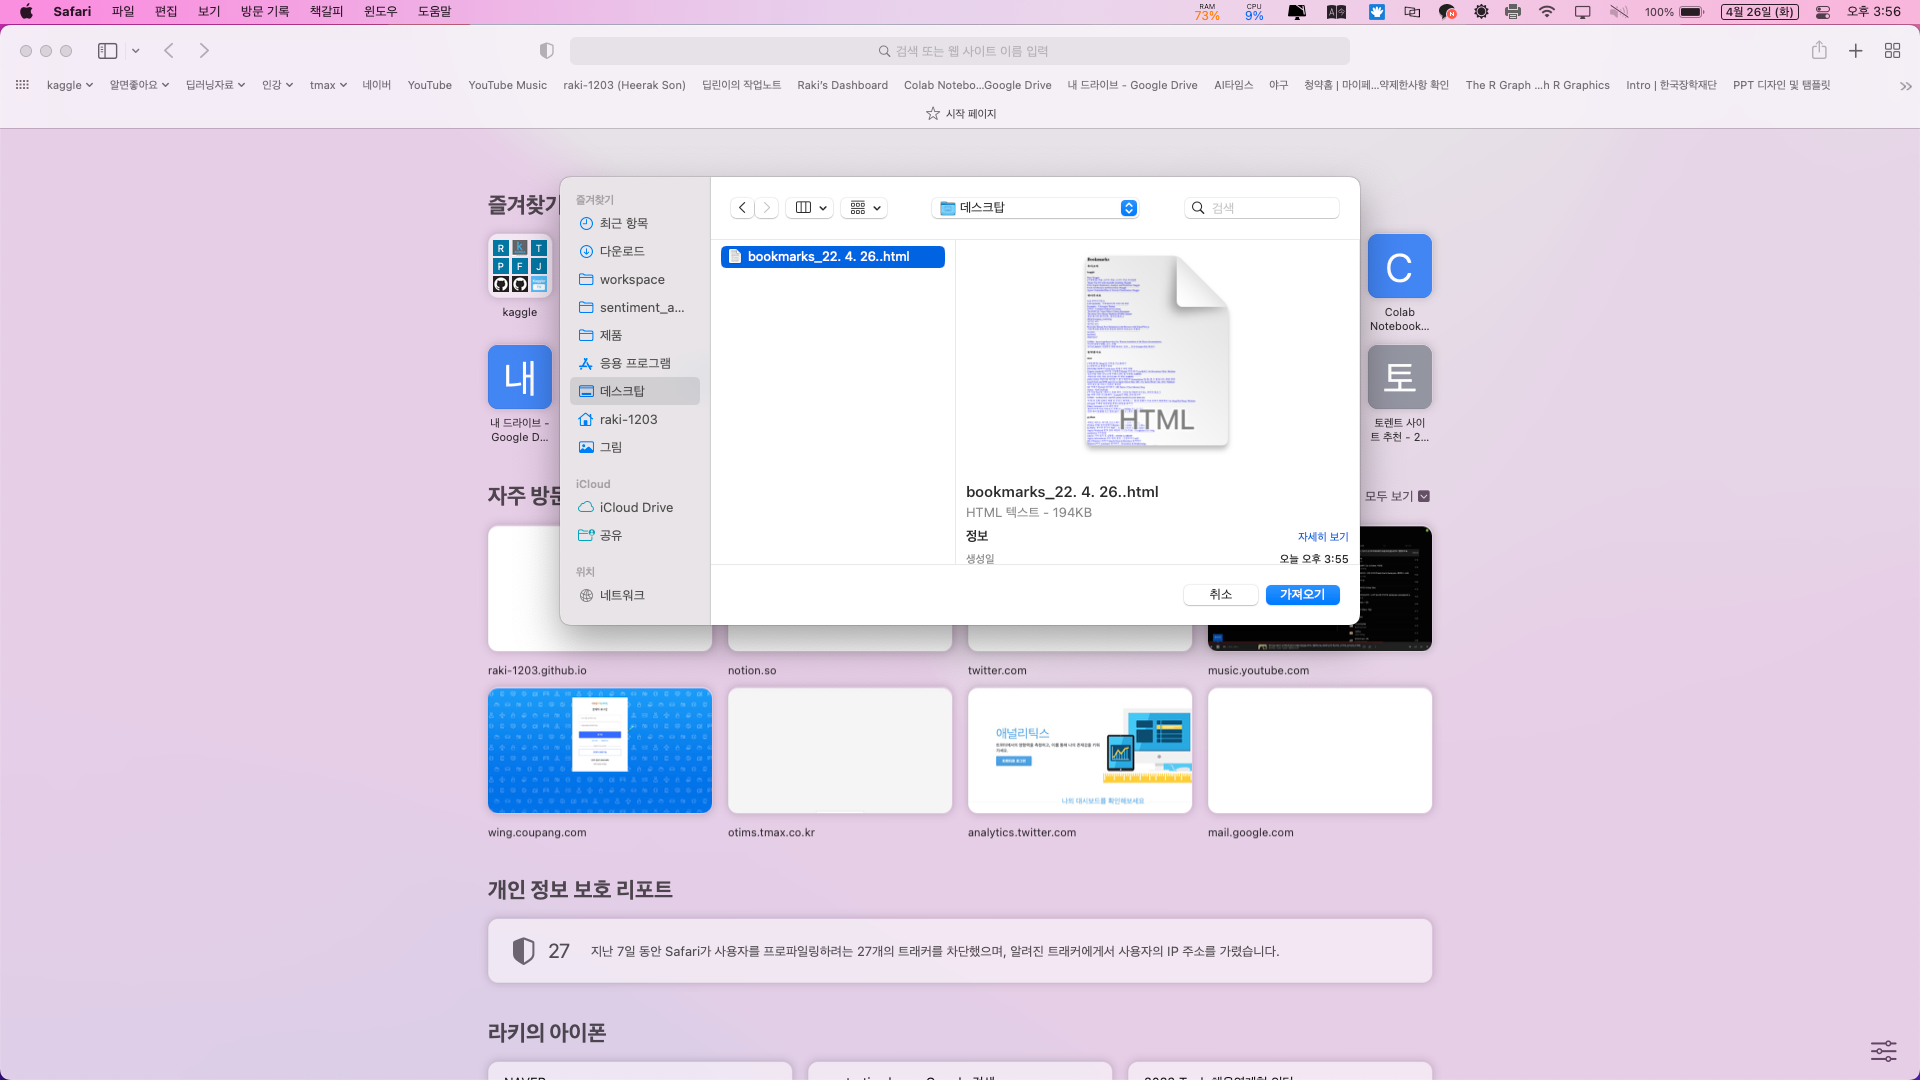 Safari 파일 편집 보기 방문 기록 책갈피 윈도우 도움말 RAM 73% CPU 9% 100% 4월 26일 (화) 오후 3:56
검색 또는 웹 사이트 이름 입력
kaggle 알면좋아요 딥러닝자료 인강 tmax 네이버 YouTube YouTube Music raki-1203 (Heerak Son) 딥린이의 작업노트 Raki's Dashboard Colab Notebo...Google Drive 내 드라이브 - Google Drive AI타임스 야구 청약홈 | 마이페...약제한사항 확인 The R Graph ...h R Graphics Intro | 한국장학재단 PPT 디자인 및 탬플릿
시작 페이지
즐겨찾기
R k T
P F J
kaggle
C
Colab
Notebook...
내
내 드라이브 -
Google D...
토
토렌트 사이
트 추천 - 2...
즐겨찾기
최근 항목
다운로드
workspace
sentiment_a...
제품
응용 프로그램
데스크탑
raki-1203
그림
iCloud
iCloud Drive
공유
위치
네트워크
데스크탑
검색
bookmarks_22. 4. 26..html
HTML
bookmarks_22. 4. 26..html
HTML 텍스트 - 194KB
정보 자세히 보기
생성일 오늘 오후 3:55
취소 가져오기
자주 방문
모두 보기
raki-1203.github.io notion.so twitter.com music.youtube.com
애널리틱스
나의 대시보드를 확인해보세요
wing.coupang.com otims.tmax.co.kr analytics.twitter.com mail.google.com
개인 정보 보호 리포트
27 지난 7일 동안 Safari가 사용자를 프로파일링하려는 27개의 트래커를 차단했으며, 알려진 트래커에게서 사용자의 IP 주소를 가렸습니다.
라키의 아이폰